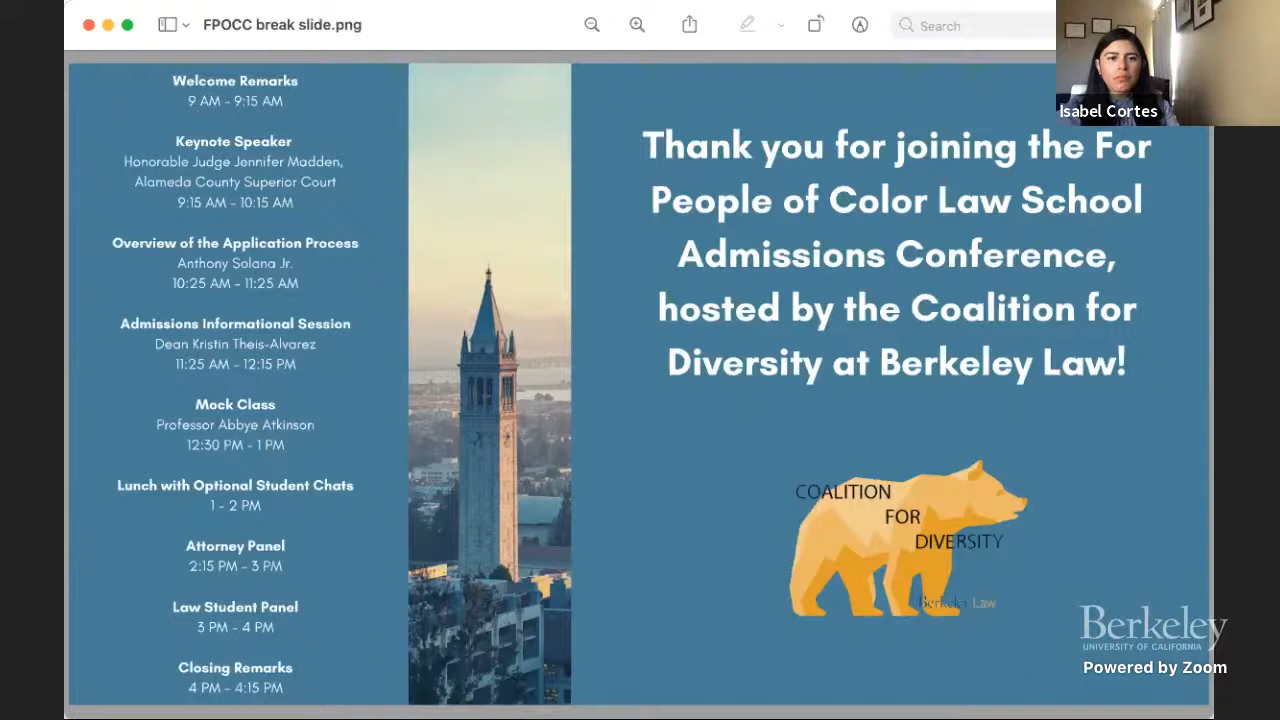 FPOCC break slide.png
Search
Isabel Cortes
Welcome Remarks
9 AM - 9:15 AM
Keynote Speaker
Honorable Judge Jennifer Madden,
Alameda County Superior Court
9:15 AM - 10:15 AM
Overview of the Application Process
Anthony Solana Jr.
10:25 AM - 11:25 AM
Admissions Informational Session
Dean Kristin Theis-Alvarez
11:25 AM - 12:15 PM
Mock Class
Professor Abbye Atkinson
12:30 PM - 1 PM
Lunch with Optional Student Chats
1 - 2 PM
Attorney Panel
2:15 PM - 3 PM
Law Student Panel
3 PM - 4 PM
Closing Remarks
4 PM - 4:15 PM
Thank you for joining the For
People of Color Law School
Admissions Conference,
hosted by the Coalition for
Diversity at Berkeley Law!
COALITION
FOR
DIVERSITY
Berkeley Law
Berkeley
UNIVERSITY OF CALIFORNIA
Powered by Zoom